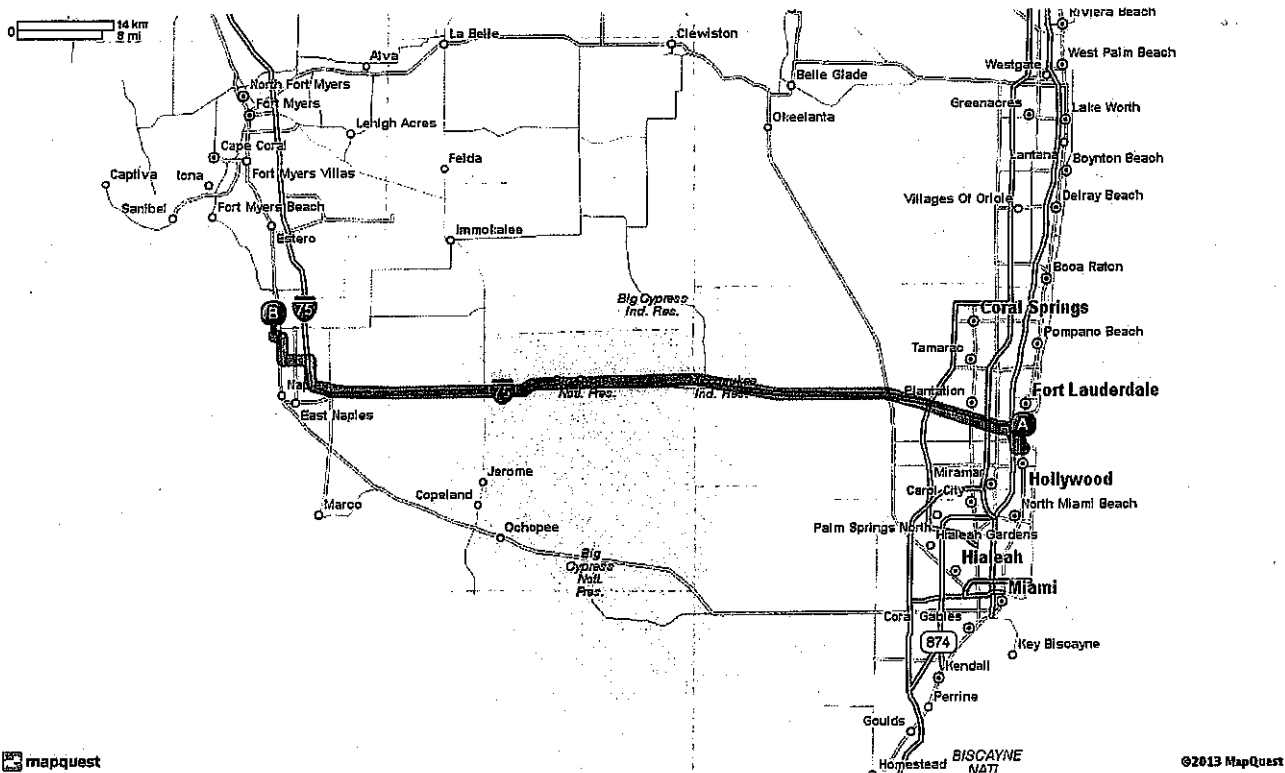 0
14 km
8 mi
Riviera Beach
La Belle
Clewiston
West Palm Beach
Alva
Westgate
Belle Glade
North Fort Myers
Fort Myers
Greenacres
Lake Worth
Lehigh Acres
Okeelanta
Cape Coral
Lantana
Boynton Beach
Felda
Fort Myers Villas
Captiva
Iona
Villages Of Oriole
Delray Beach
Sanibel
Fort Myers Beach
Immokalee
Estero
Boca Raton
Big Cypress
Ind. Res.
B
75
Coral Springs
Pompano Beach
Tamarac
Plantation
Fort Lauderdale
75
Natl. Res.
Ind. Res.
East Naples
A
Jerome
Miramar
Hollywood
Copeland
Carol City
Marco
North Miami Beach
Ochopee
Palm Springs North
Hialeah Gardens
Big
Cypress
Natl.
Pres.
Hialeah
Miami
Coral Gables
874
Key Biscayne
Kendall
Perrine
Goulds
BISCAYNE
NATL
Homestead
mapquest
©2013 MapQuest